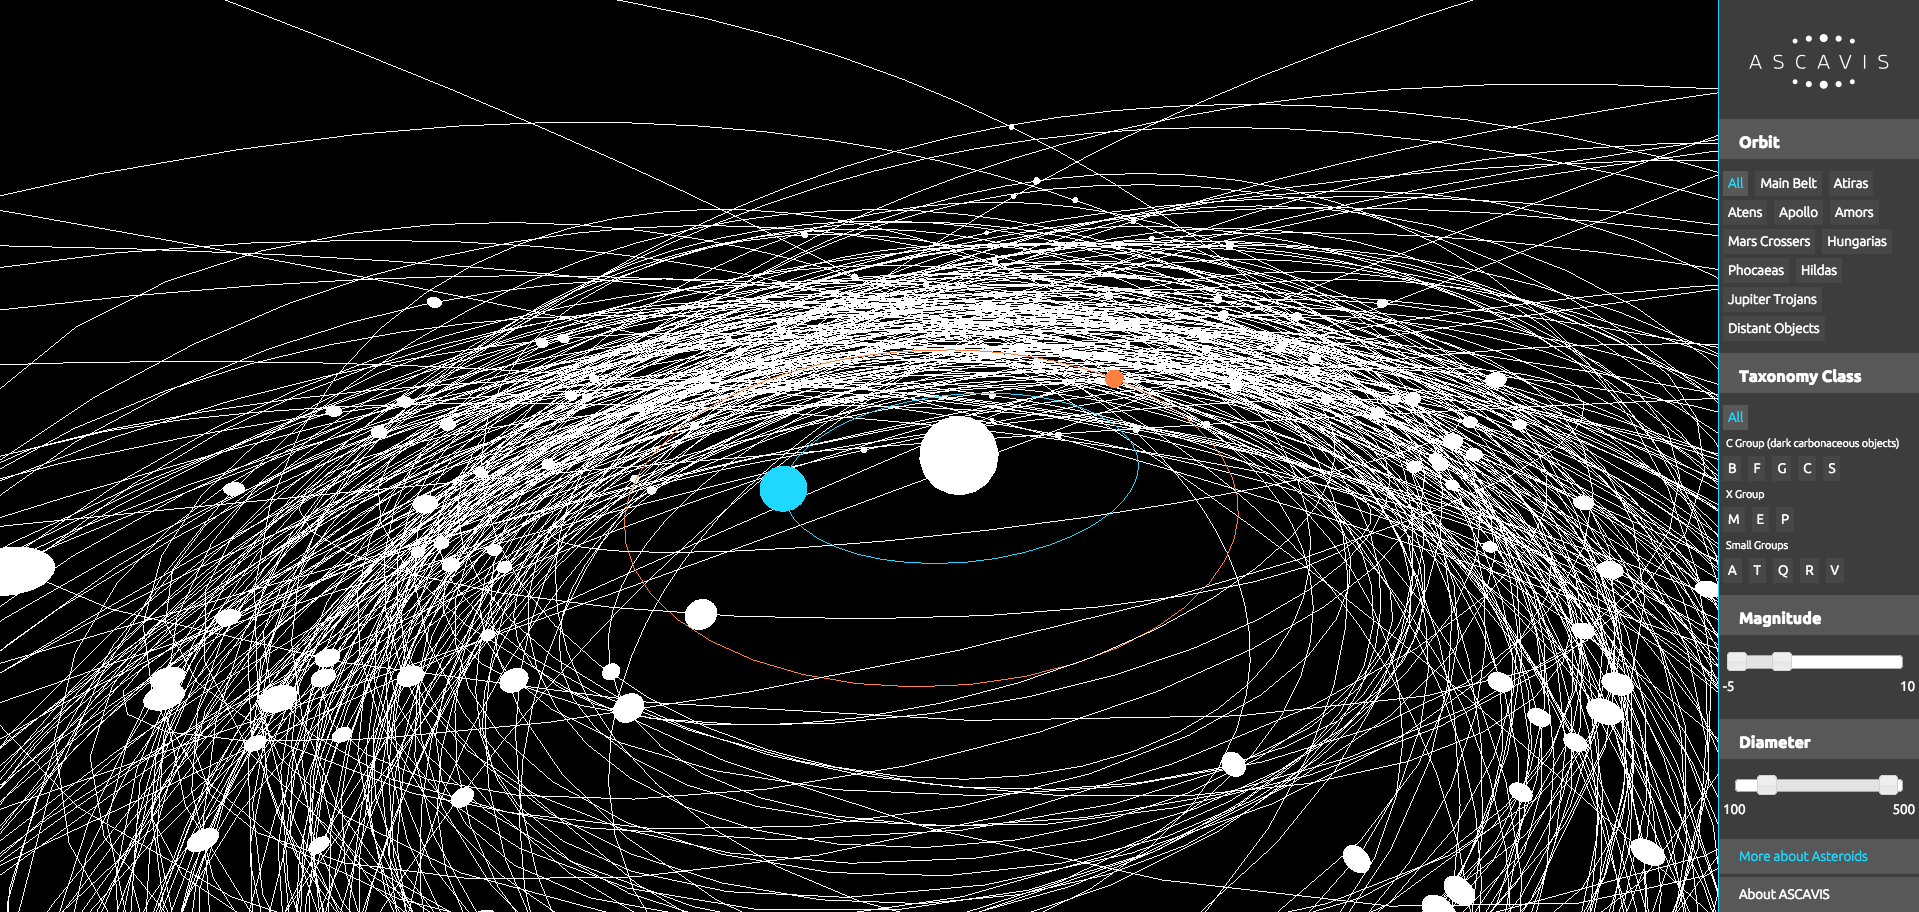 ASCAVIS
Orbit
All Main Belt Atiras
Atens Apollo Amors
Mars Crossers Hungarias
Phocaeas Hildas
Jupiter Trojans
Distant Objects
Taxonomy Class
All
C Group (dark carbonaceous objects)
B F G C S
X Group
M E P
Small Groups
A T Q R V
Magnitude
-5 10
Diameter
100 500
More about Asteroids
About ASCAVIS